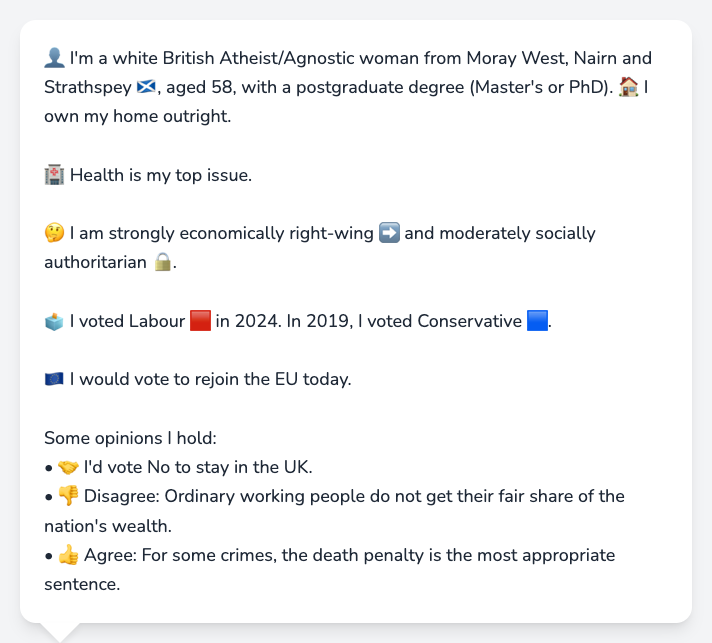 👤 I'm a white British Atheist/Agnostic woman from Moray West, Nairn and
Strathspey 🏴󠁧󠁢󠁳󠁣󠁴󠁿, aged 58, with a postgraduate degree (Master's or PhD). 🏠 I
own my home outright.
🏥 Health is my top issue.
🤔 I am strongly economically right-wing ➡️ and moderately socially
authoritarian 🔒.
🗳️ I voted Labour 🟥 in 2024. In 2019, I voted Conservative 🟦.
🇪🇺 I would vote to rejoin the EU today.
Some opinions I hold:
• 🤝 I'd vote No to stay in the UK.
• 👎 Disagree: Ordinary working people do not get their fair share of the
nation's wealth.
• 👍 Agree: For some crimes, the death penalty is the most appropriate
sentence.